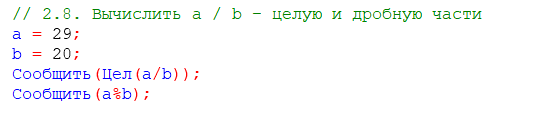 // 2.8. Вычислить a / b – целую и дробную части
a = 29;
b = 20;
Сообщить(Цел(a/b));
Сообщить(a%b);